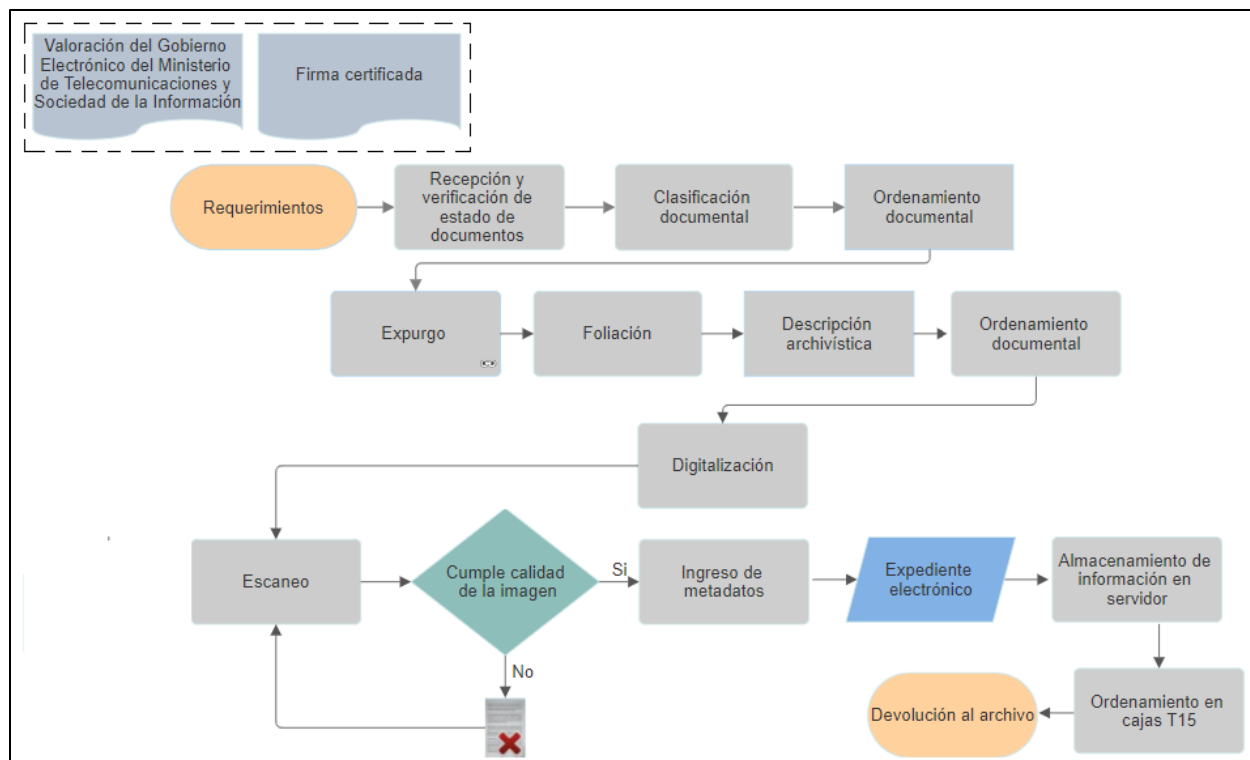 Valoración del Gobierno
Electrónico del Ministerio
de Telecomunicaciones y
Sociedad de la Información
Firma certificada
Requerimientos
Recepción y
verificación de
estado de
documentos
Clasificación
documental
Ordenamiento
documental
Expurgo
Foliación
Descripción
archivística
Ordenamiento
documental
Digitalización
Escaneo
Cumple calidad
de la imagen
Si
No
Ingreso de
metadatos
Expediente
electrónico
Almacenamiento de
información en
servidor
Ordenamiento en
cajas T15
Devolución al archivo